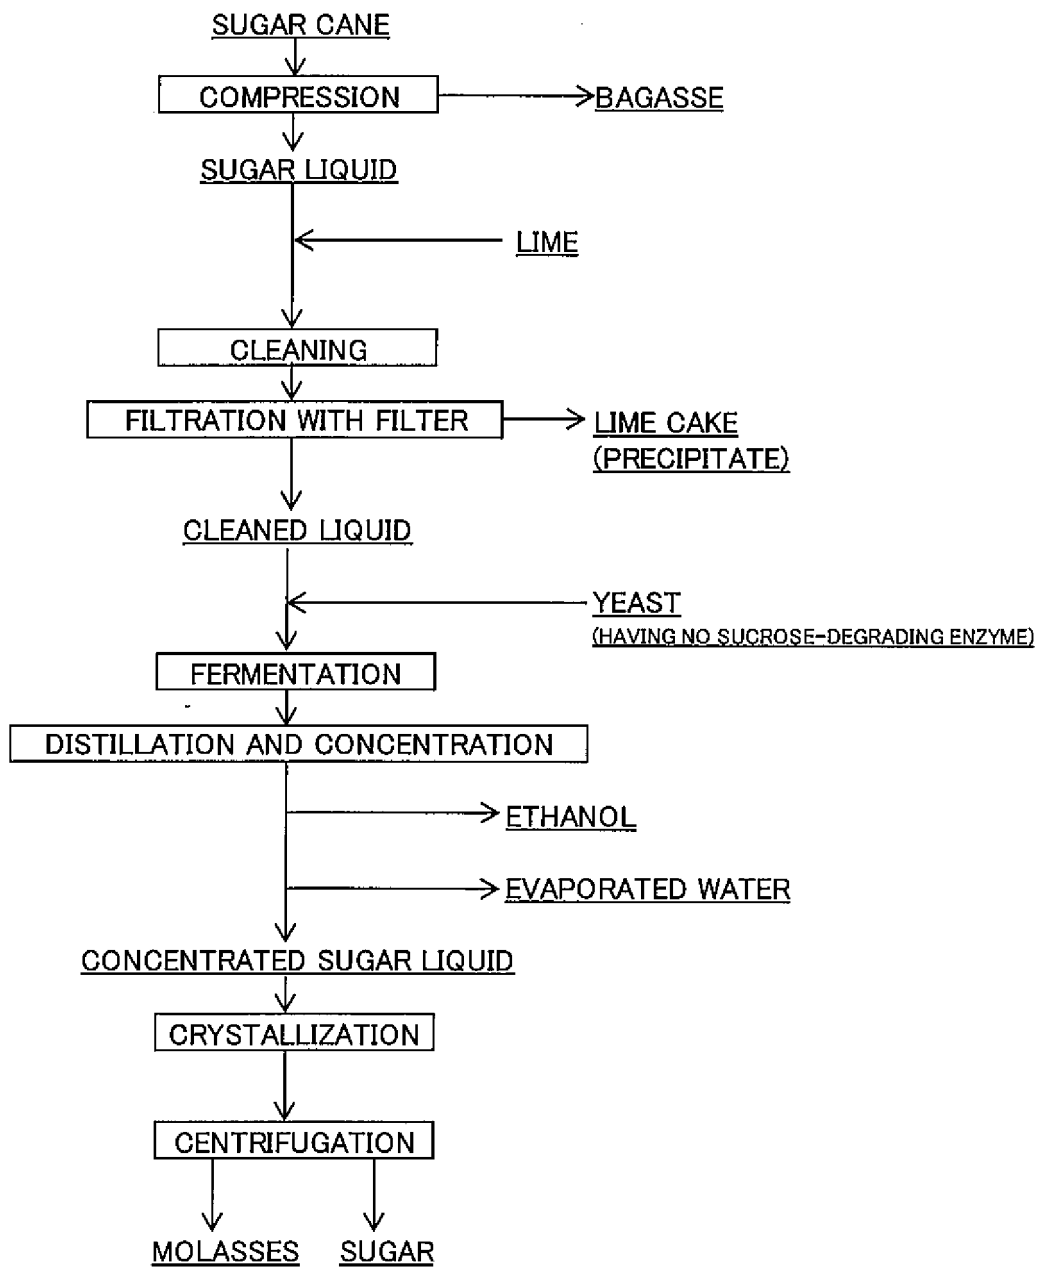 SUGAR CANE
COMPRESSION
BAGASSE
SUGAR LIQUID
LIME
CLEANING
FILTRATION WITH FILTER
LIME CAKE
(PRECIPITATE)
CLEANED LIQUID
YEAST
(HAVING NO SUCROSE-DEGRADING ENZYME)
FERMENTATION
DISTILLATION AND CONCENTRATION
ETHANOL
EVAPORATED WATER
CONCENTRATED SUGAR LIQUID
CRYSTALLIZATION
CENTRIFUGATION
MOLASSES SUGAR